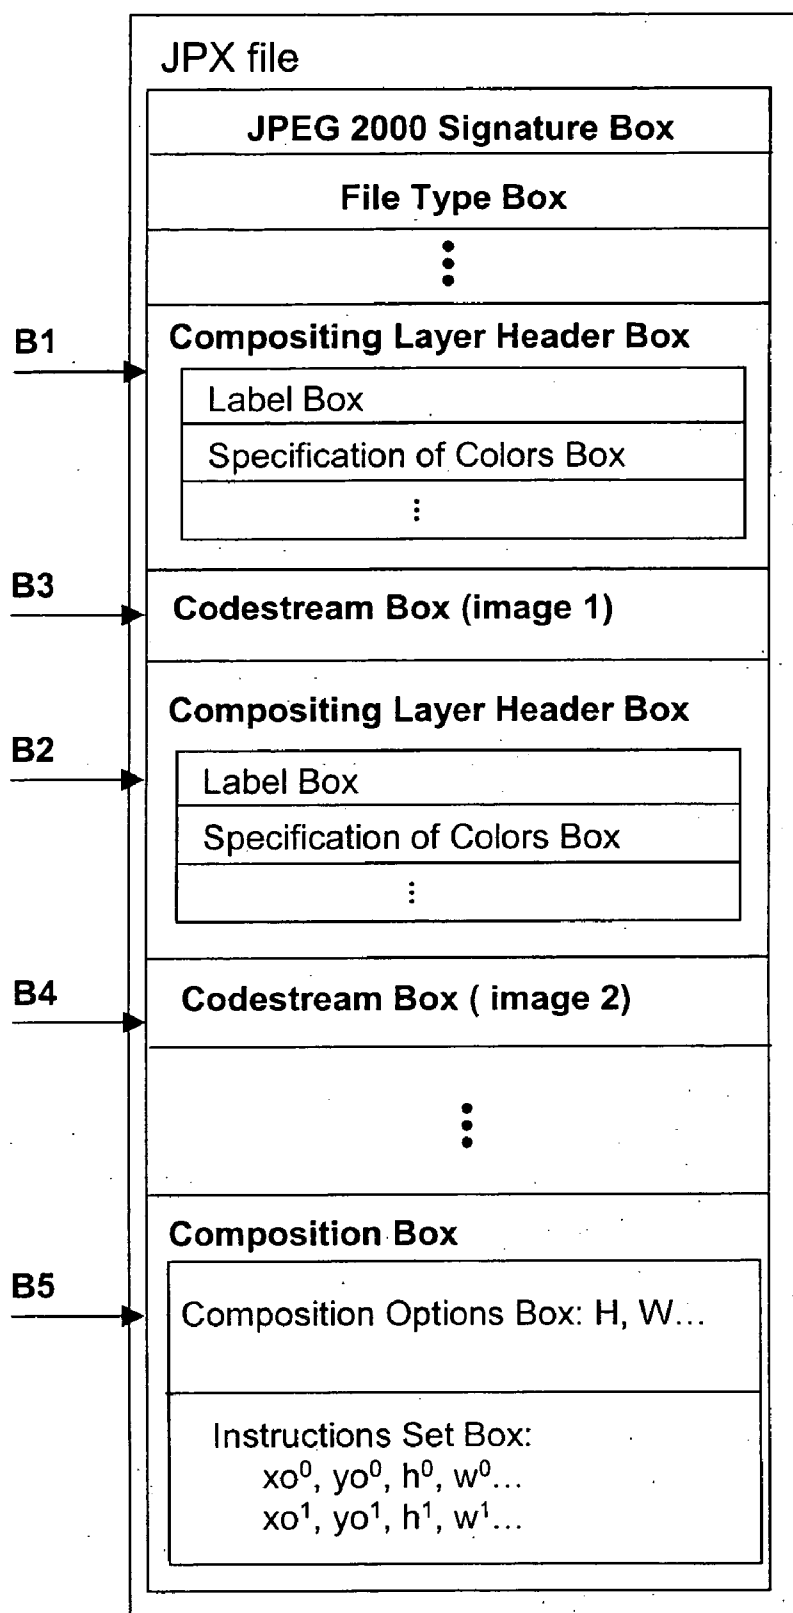 JPX file
JPEG 2000 Signature Box
File Type Box
B1
Compositing Layer Header Box
Label Box
Specification of Colors Box
B3
Codestream Box (image 1)
Compositing Layer Header Box
B2
Label Box
Specification of Colors Box
B4
Codestream Box ( image 2)
Composition Box
B5
Composition Options Box: H, W...
Instructions Set Box:
xo⁰, yo⁰, h⁰, w⁰...
xo¹, yo¹, h¹, w¹...